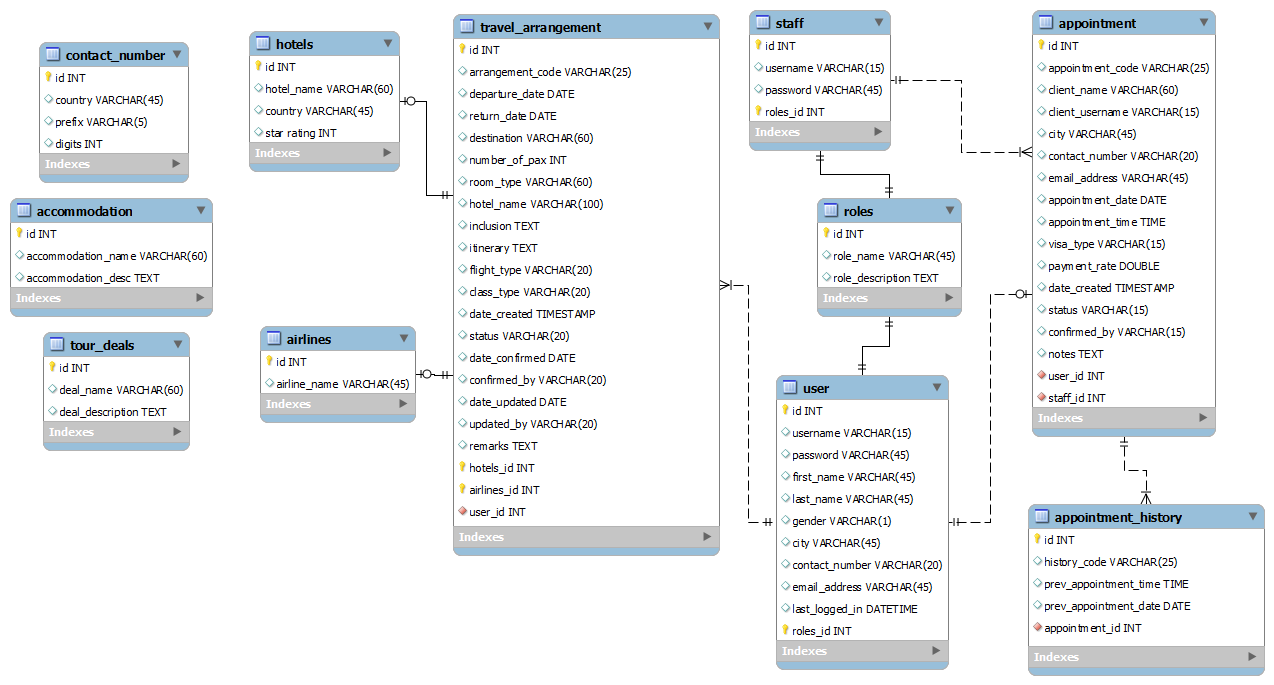 contact_number
id INT
country VARCHAR(45)
prefix VARCHAR(5)
digits INT
Indexes
accommodation
id INT
accommodation_name VARCHAR(60)
accommodation_desc TEXT
Indexes
tour_deals
id INT
deal_name VARCHAR(60)
deal_description TEXT
Indexes
hotels
id INT
hotel_name VARCHAR(60)
country VARCHAR(45)
star rating INT
Indexes
airlines
id INT
airline_name VARCHAR(45)
Indexes
travel_arrangement
id INT
arrangement_code VARCHAR(25)
departure_date DATE
return_date DATE
destination VARCHAR(60)
number_of_pax INT
room_type VARCHAR(60)
hotel_name VARCHAR(100)
inclusion TEXT
itinerary TEXT
flight_type VARCHAR(20)
class_type VARCHAR(20)
date_created TIMESTAMP
status VARCHAR(20)
date_confirmed DATE
confirmed_by VARCHAR(20)
date_updated DATE
updated_by VARCHAR(20)
remarks TEXT
hotels_id INT
airlines_id INT
user_id INT
Indexes
staff
id INT
username VARCHAR(15)
password VARCHAR(45)
roles_id INT
Indexes
roles
id INT
role_name VARCHAR(45)
role_description TEXT
Indexes
user
id INT
username VARCHAR(15)
password VARCHAR(45)
first_name VARCHAR(45)
last_name VARCHAR(45)
gender VARCHAR(1)
city VARCHAR(45)
contact_number VARCHAR(20)
email_address VARCHAR(45)
last_logged_in DATETIME
roles_id INT
Indexes
appointment
id INT
appointment_code VARCHAR(25)
client_name VARCHAR(60)
client_username VARCHAR(15)
city VARCHAR(45)
contact_number VARCHAR(20)
email_address VARCHAR(45)
appointment_date DATE
appointment_time TIME
visa_type VARCHAR(15)
payment_rate DOUBLE
date_created TIMESTAMP
status VARCHAR(15)
confirmed_by VARCHAR(15)
notes TEXT
user_id INT
staff_id INT
Indexes
appointment_history
id INT
history_code VARCHAR(25)
prev_appointment_time TIME
prev_appointment_date DATE
appointment_id INT
Indexes